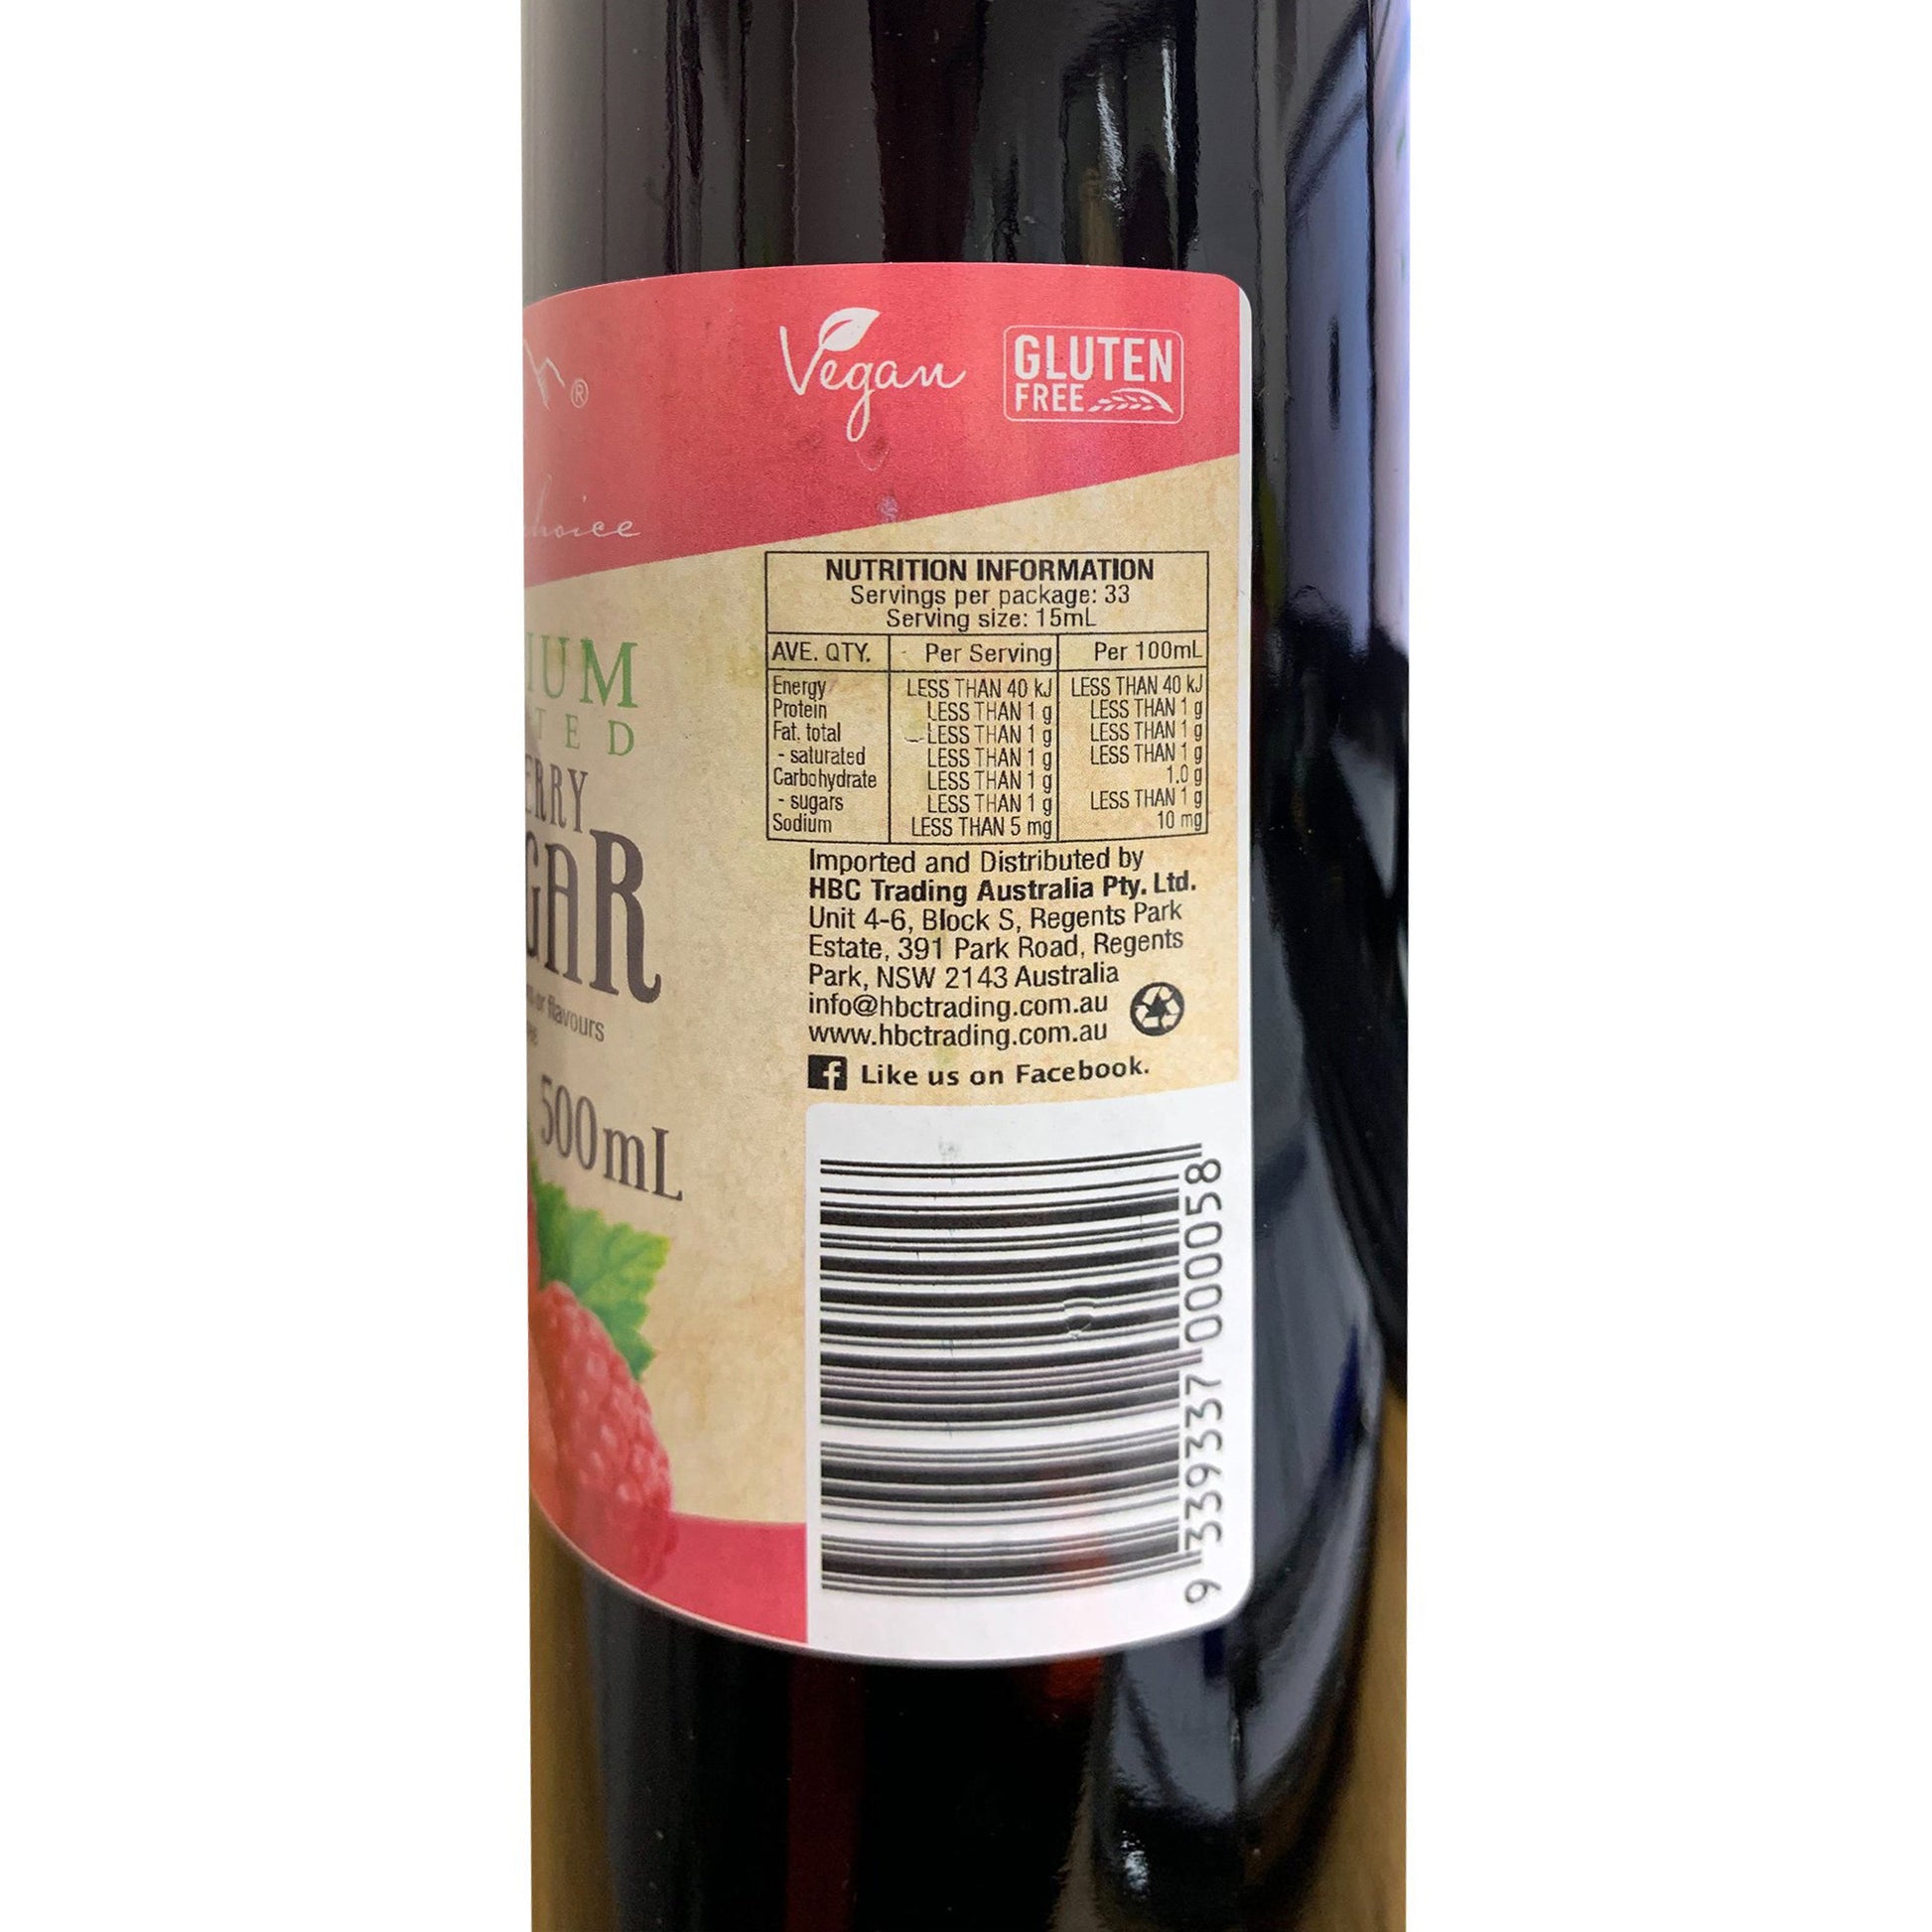 ®
Vegan
GLUTEN
FREE
NUTRITION INFORMATION
Servings per package: 33
Serving size: 15mL
AVE. QTY. Per Serving Per 100mL
Energy LESS THAN 40 kJ LESS THAN 40 kJ
Protein LESS THAN 1 g LESS THAN 1 g
Fat, total LESS THAN 1 g LESS THAN 1 g
- saturated LESS THAN 1 g LESS THAN 1 g
Carbohydrate LESS THAN 1 g 1.0 g
- sugars LESS THAN 1 g LESS THAN 1 g
Sodium LESS THAN 5 mg 10 mg
Imported and Distributed by
HBC Trading Australia Pty. Ltd.
Unit 4-6, Block S, Regents Park
Estate, 391 Park Road, Regents
Park, NSW 2143 Australia
info@hbctrading.com.au
www.hbctrading.com.au
f Like us on Facebook.
9 339337 000058
hoice
IUM
TED
ERRY
GAR
or flavours
500mL